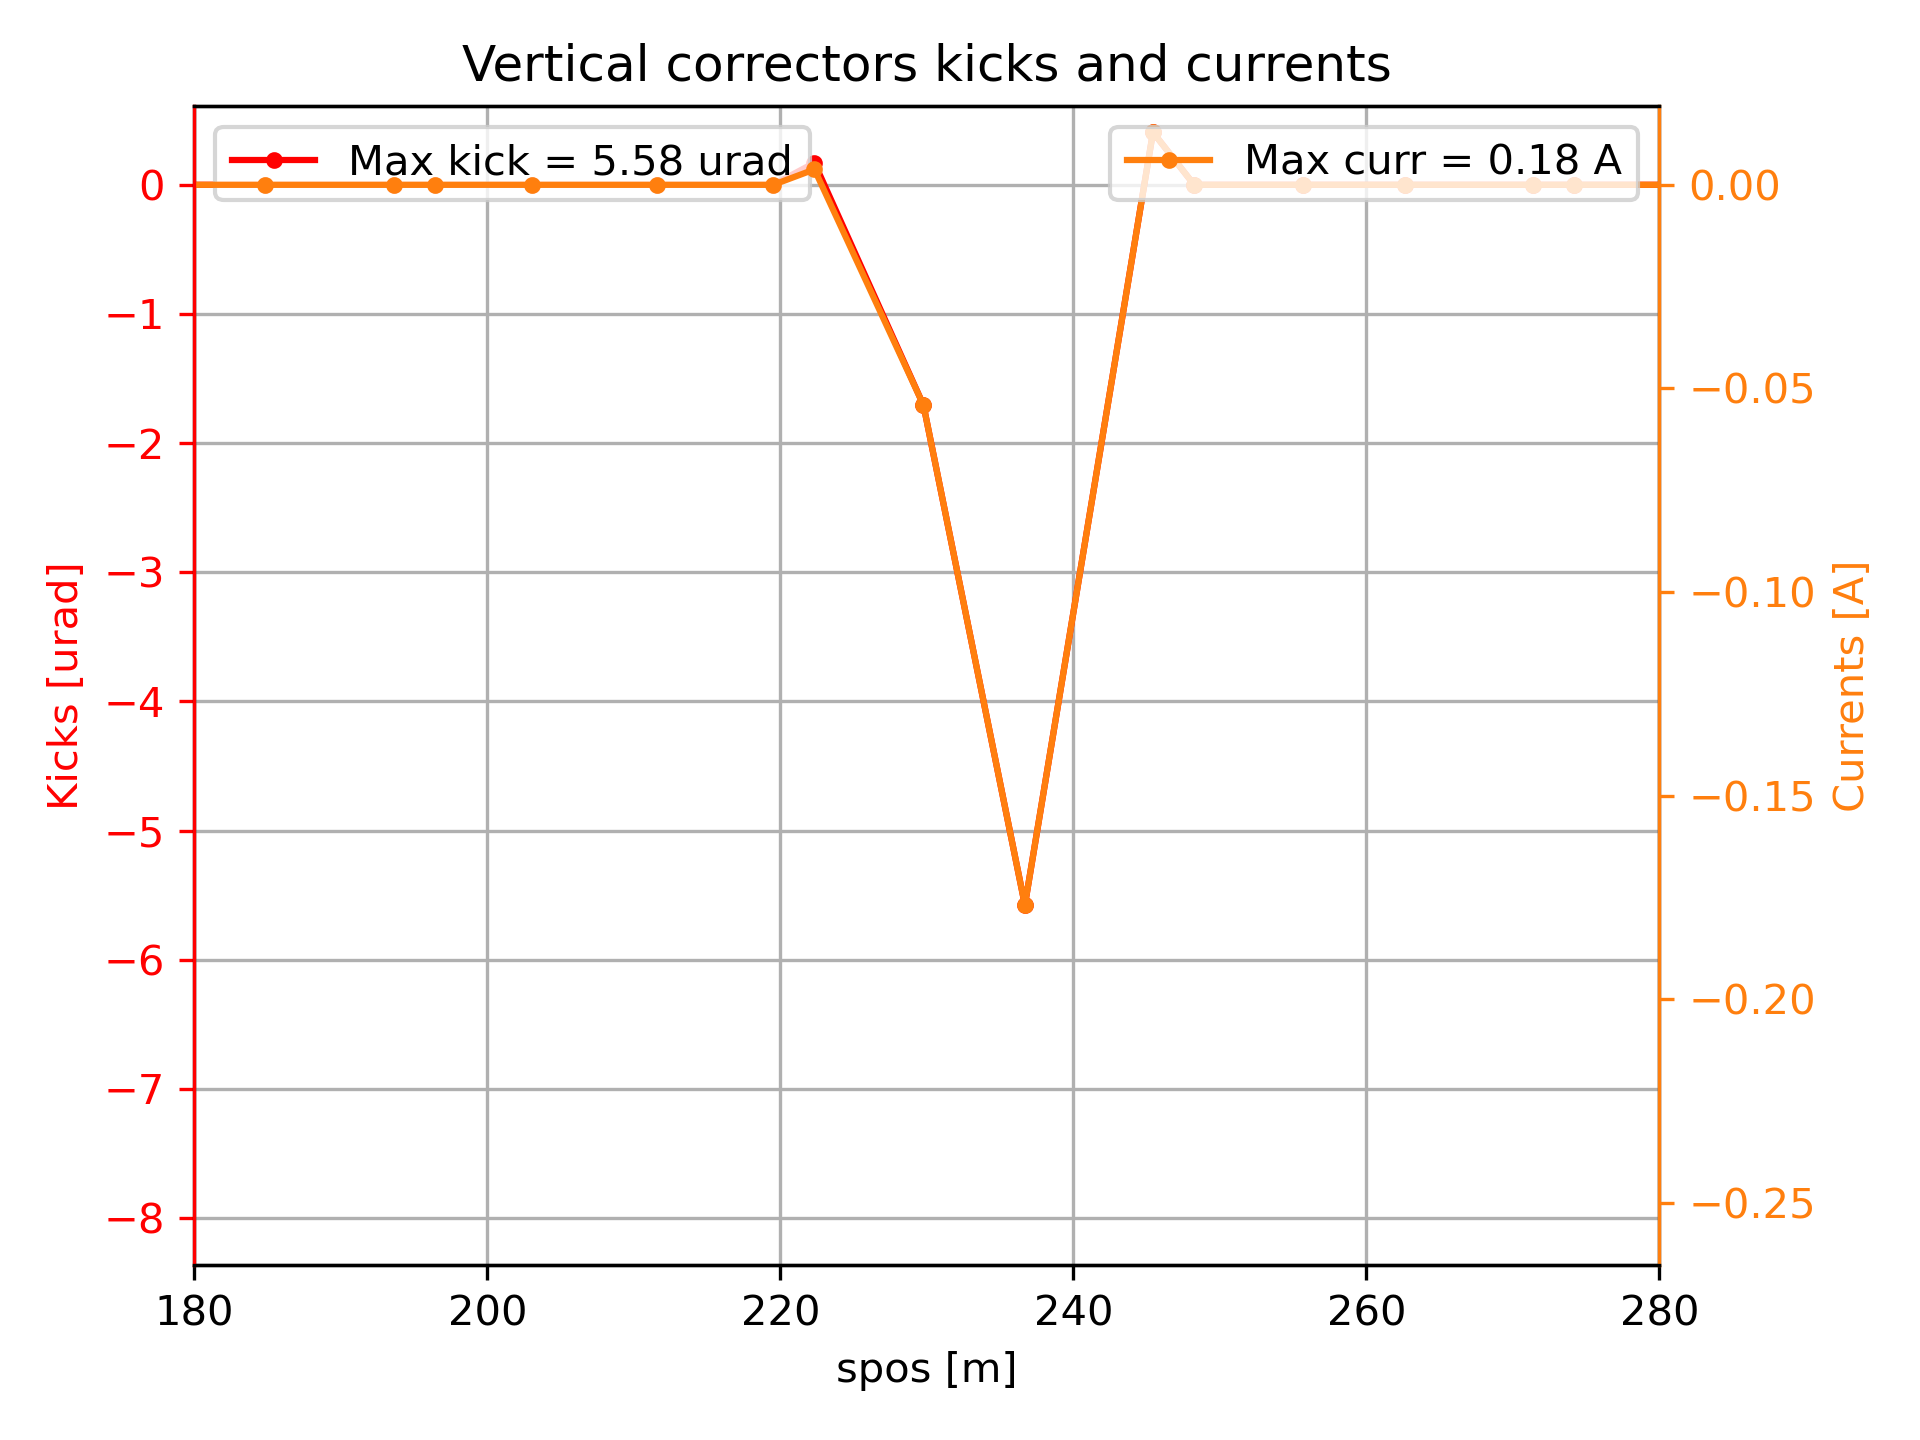 Vertical correctors kicks and currents
Max kick = 5.58 urad
Max curr = 0.18 A
0
−1
−2
−3
−4
−5
−6
−7
−8
Kicks [urad]
0.00
−0.05
−0.10
−0.15
−0.20
−0.25
Currents [A]
180 200 220 240 260 280
spos [m]